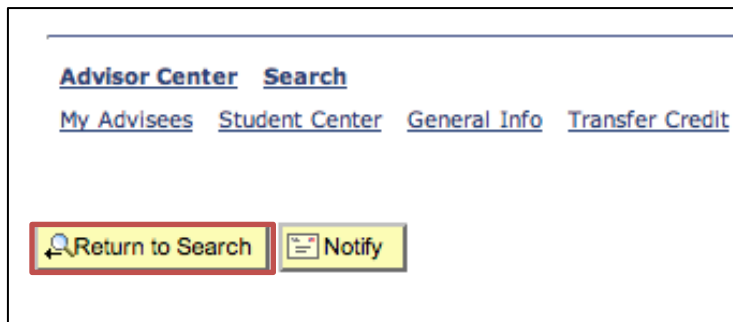 Advisor Center Search
My Advisees Student Center General Info Transfer Credit
Return to Search Notify